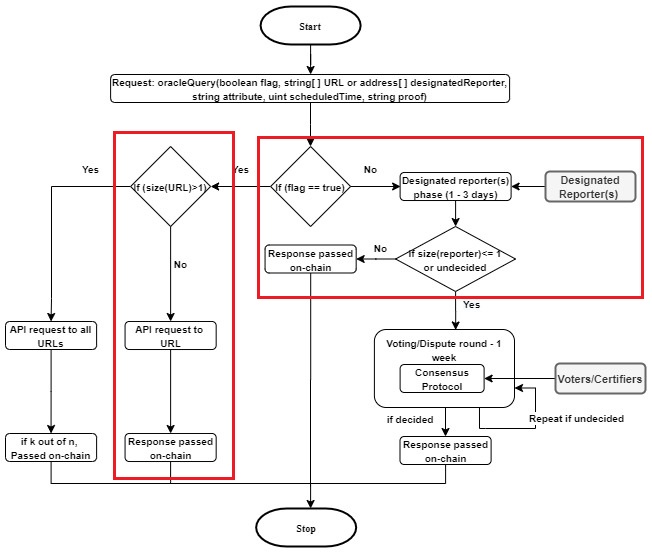 Start
Request: oracleQuery(boolean flag, string[ ] URL or address[ ] designatedReporter,
string attribute, uint scheduledTime, string proof)
Yes
If (size(URL)>1)
Yes
If (flag == true)
No
Designated reporter(s)
phase (1 - 3 days)
Designated
Reporter(s)
No
Response passed
on-chain
No
If size(reporter)<= 1
or undecided
Yes
API request to all
URLs
API request to
URL
Voting/Dispute round - 1
week
Consensus
Protocol
Voters/Certifiers
if decided
Repeat if undecided
if k out of n,
Passed on-chain
Response passed
on-chain
Response passed
on-chain
Stop